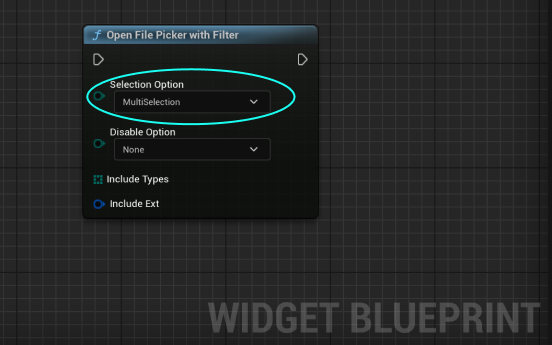 Open File Picker with Filter
Selection Option
MultiSelection
Disable Option
None
Include Types
Include Ext
WIDGET BLUEPRINT